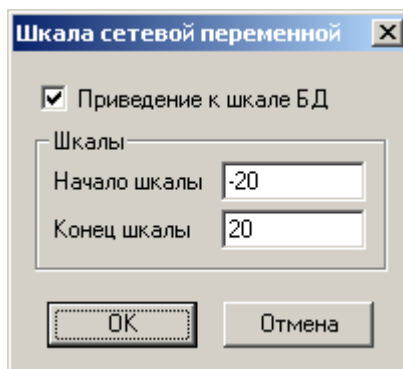 Шкала сетевой переменной
Приведение к шкале БД
Шкалы
Начало шкалы -20
Конец шкалы 20
OK Отмена